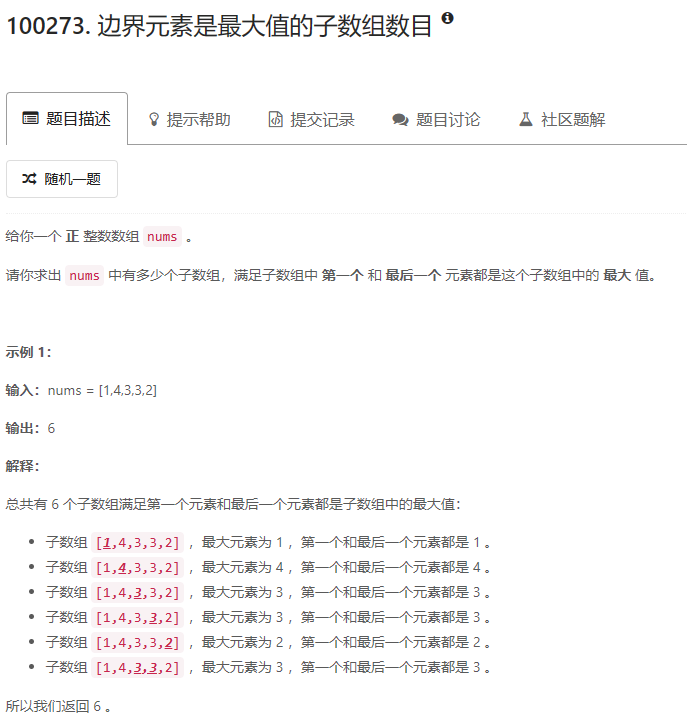 100273. 边界元素是最大值的子数组数目
题目描述
提示帮助
提交记录
题目讨论
社区题解
随机一题
给你一个 正 整数数组 nums 。
请你求出 nums 中有多少个子数组，满足子数组中 第一个 和 最后一个 元素都是这个子数组中的 最大 值。
示例 1：
输入：nums = [1,4,3,3,2]
输出：6
解释：
总共有 6 个子数组满足第一个元素和最后一个元素都是子数组中的最大值：
子数组 [1,4,3,3,2] ，最大元素为 1 ，第一个和最后一个元素都是 1 。
子数组 [1,4,3,3,2] ，最大元素为 4 ，第一个和最后一个元素都是 4 。
子数组 [1,4,3,3,2] ，最大元素为 3 ，第一个和最后一个元素都是 3 。
子数组 [1,4,3,3,2] ，最大元素为 3 ，第一个和最后一个元素都是 3 。
子数组 [1,4,3,3,2] ，最大元素为 2 ，第一个和最后一个元素都是 2 。
子数组 [1,4,3,3,2] ，最大元素为 3 ，第一个和最后一个元素都是 3 。
所以我们返回 6 。